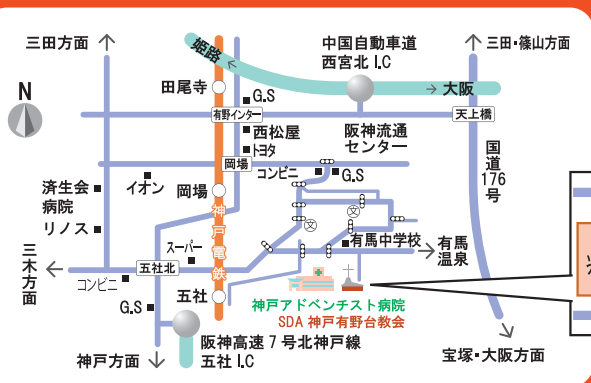 三田方面
姫路
中国自動車道
西宮北I.C
三田・篠山方面
N
田尾寺
G.S
大阪
有野インター
天上橋
西松屋
阪神流通
センター
トヨタ
国道176号
岡場
コンビニ
G.S
済生会
病院
イオン
岡場
神戸電鉄
文
文
リノス
有馬中学校
有馬
温泉
スーパー
三木方面
五社北
コンビニ
五社
G.S
神戸アドベンチスト病院
SDA 神戸有野台教会
阪神高速7号北神戸線
五社I.C
神戸方面
宝塚・大阪方面